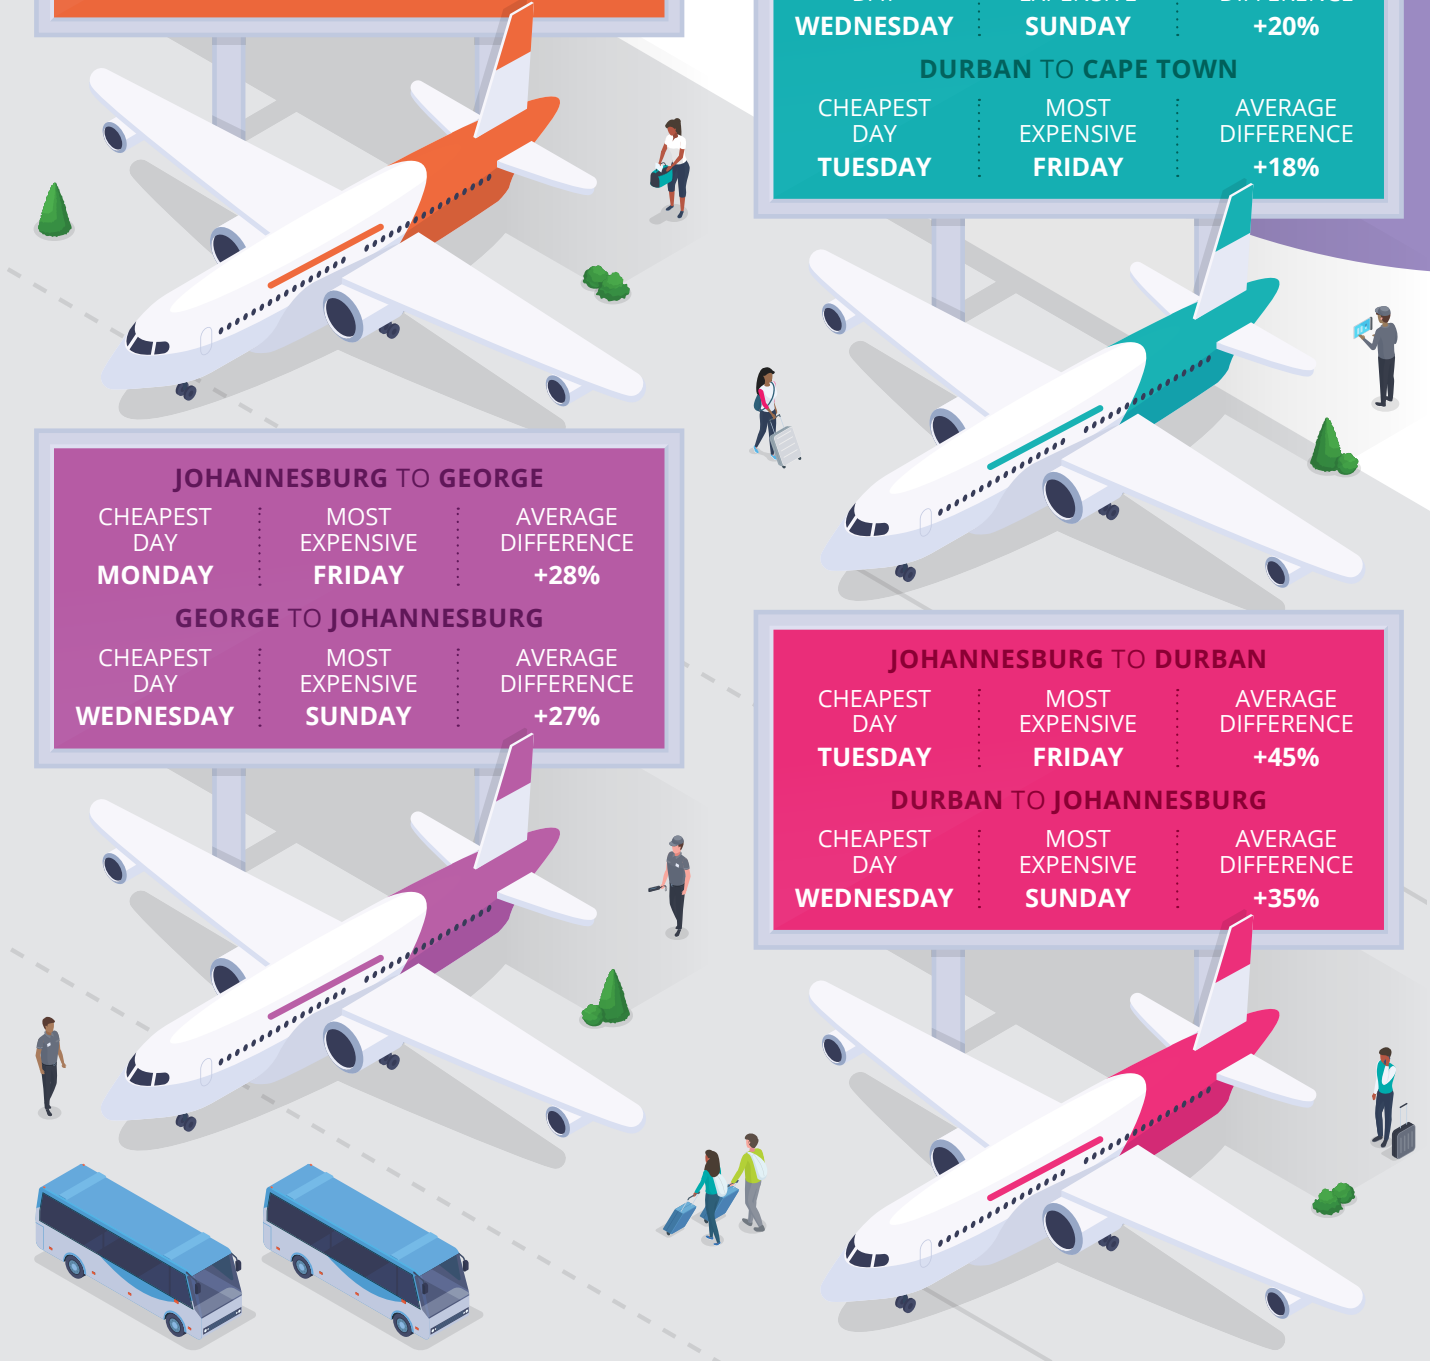 WEDNESDAY SUNDAY +20%
DURBAN TO CAPE TOWN
CHEAPEST MOST AVERAGE
DAY EXPENSIVE DIFFERENCE
TUESDAY FRIDAY +18%
JOHANNESBURG TO GEORGE
CHEAPEST MOST AVERAGE
DAY EXPENSIVE DIFFERENCE
MONDAY FRIDAY +28%
GEORGE TO JOHANNESBURG
CHEAPEST MOST AVERAGE
DAY EXPENSIVE DIFFERENCE
WEDNESDAY SUNDAY +27%
JOHANNESBURG TO DURBAN
CHEAPEST MOST AVERAGE
DAY EXPENSIVE DIFFERENCE
TUESDAY FRIDAY +45%
DURBAN TO JOHANNESBURG
CHEAPEST MOST AVERAGE
DAY EXPENSIVE DIFFERENCE
WEDNESDAY SUNDAY +35%